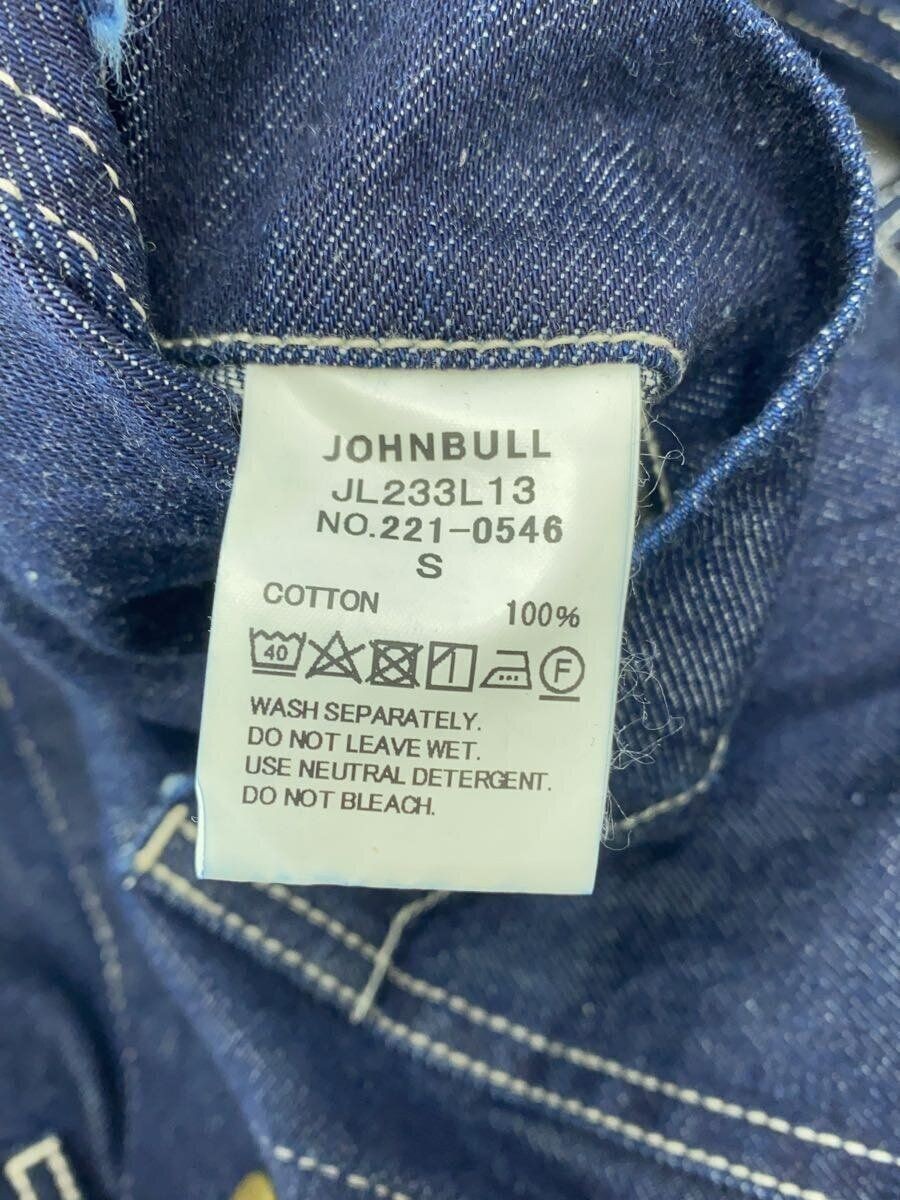 JOHNBULL
JL233L13
NO.221-0546
S
COTTON 100%
40 F
WASH SEPARATELY.
DO NOT LEAVE WET.
USE NEUTRAL DETERGENT.
DO NOT BLEACH.